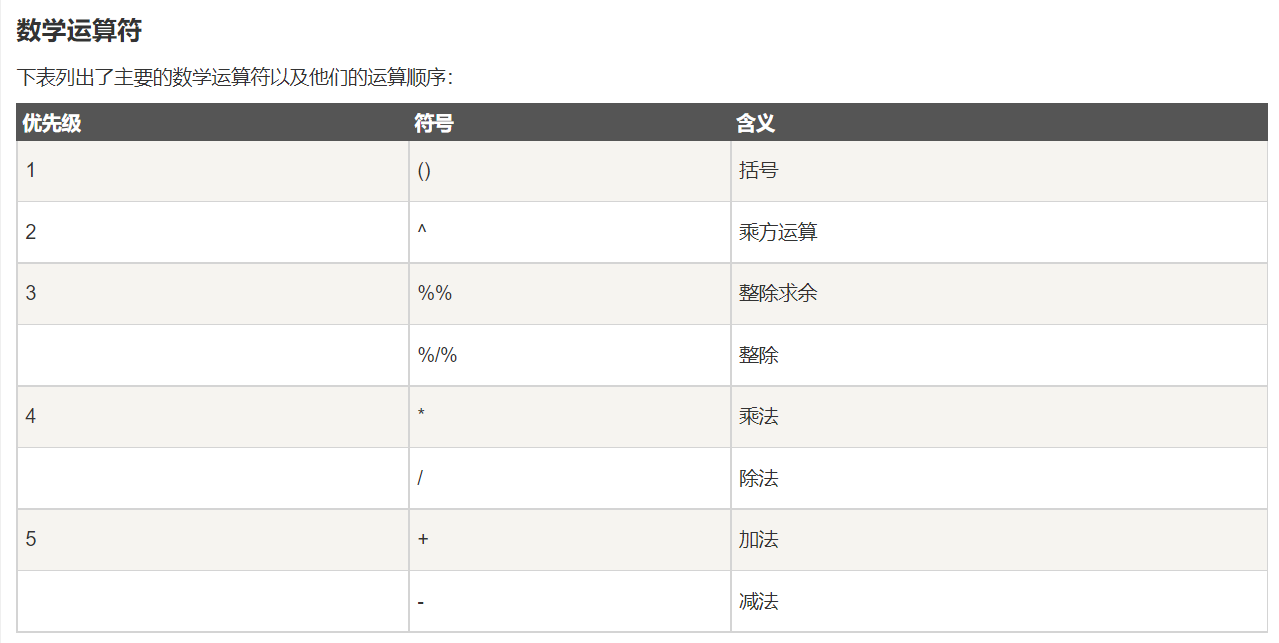 数学运算符
下表列出了主要的数学运算符以及他们的运算顺序：
优先级 符号 含义
1 () 括号
2 ^ 乘方运算
3 %% 整除求余
%/% 整除
4 * 乘法
/ 除法
5 + 加法
- 减法